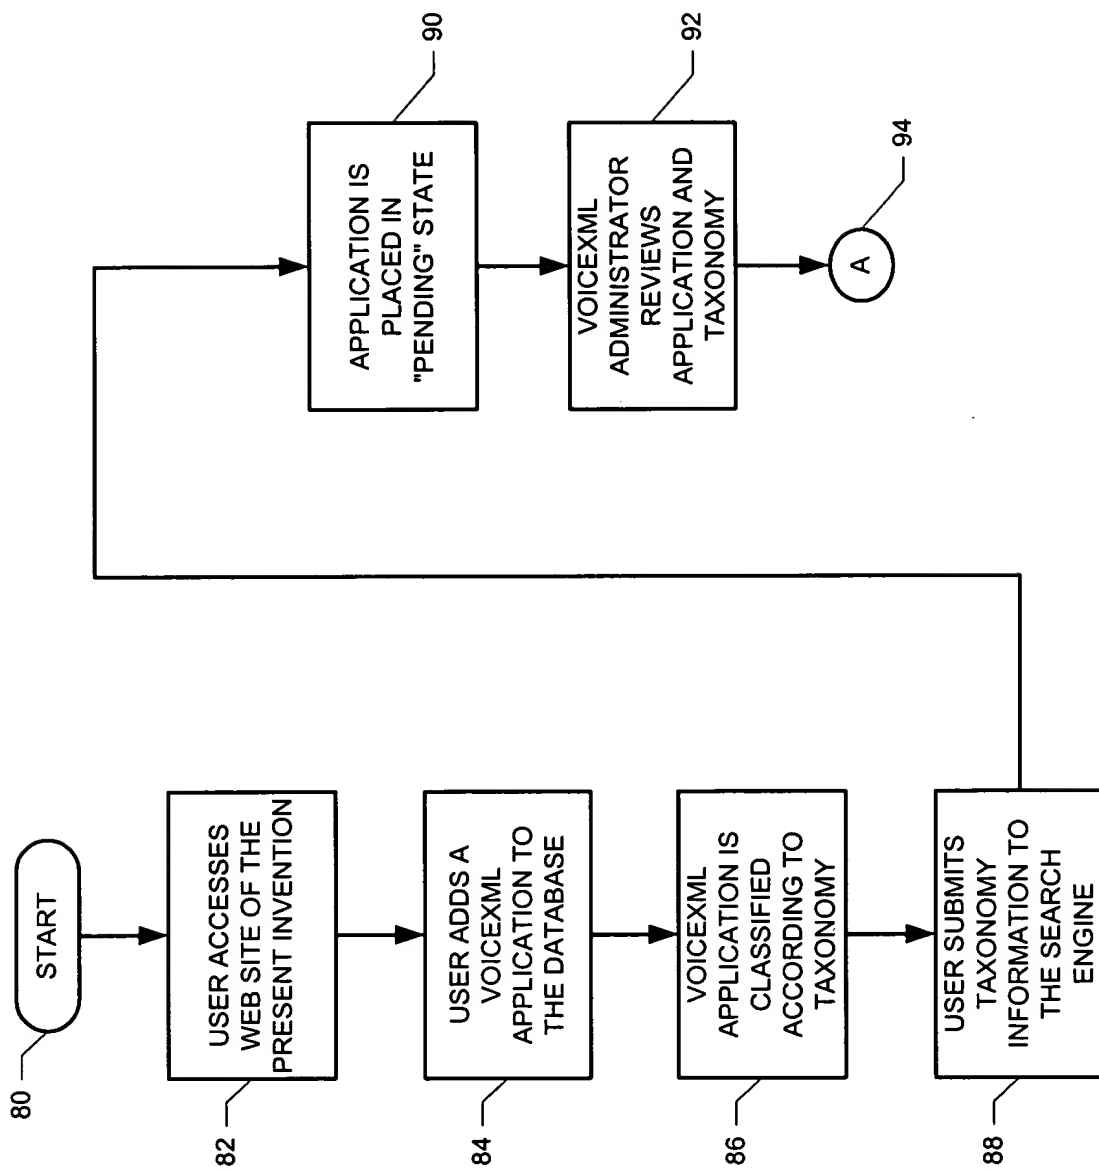 START
80
USER ACCESSES
WEB SITE OF THE
PRESENT INVENTION
82
USER ADDS A
VOICEXML
APPLICATION TO
THE DATABASE
84
VOICEXML
APPLICATION IS
CLASSIFIED
ACCORDING TO
TAXONOMY
86
USER SUBMITS
TAXONOMY
INFORMATION TO
THE SEARCH
ENGINE
88
APPLICATION IS
PLACED IN
"PENDING" STATE
90
VOICEXML
ADMINISTRATOR
REVIEWS
APPLICATION AND
TAXONOMY
92
A
94